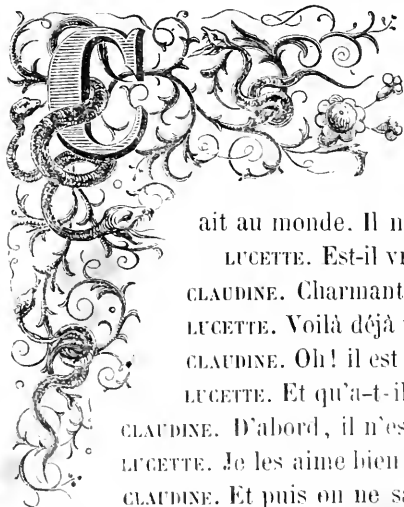 C
ait au monde. Il n
LUCETTE. Est-il
CLAUDINE. Charmant
LUCETTE. Voilà déjà
CLAUDINE. Oh! il est
LUCETTE. Et qu'a-t-il
CLAUDINE. D'abord, il n'es
LUCETTE. Je les aime bien
CLAUDINE. Et puis on ne sa